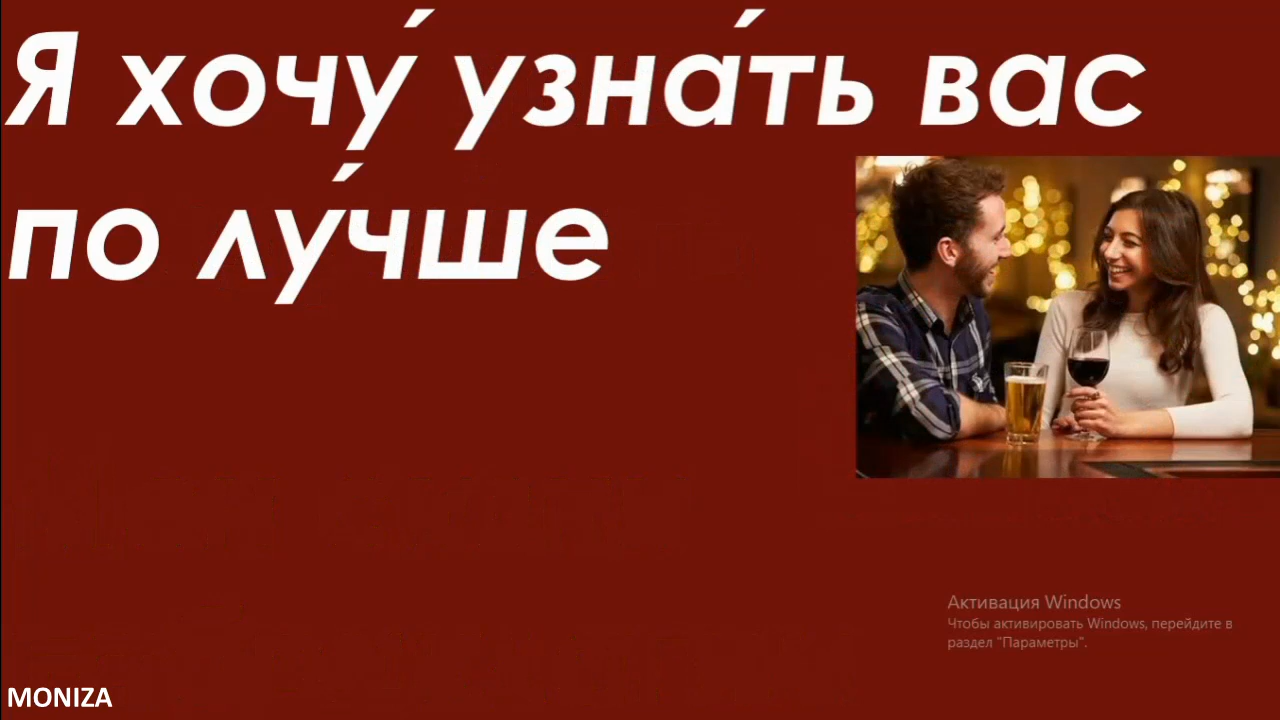 Я хочу́ узна́ть вас
по лу́чше
Активация Windows
Чтобы активировать Windows, перейдите в
раздел "Параметры".
MONIZA